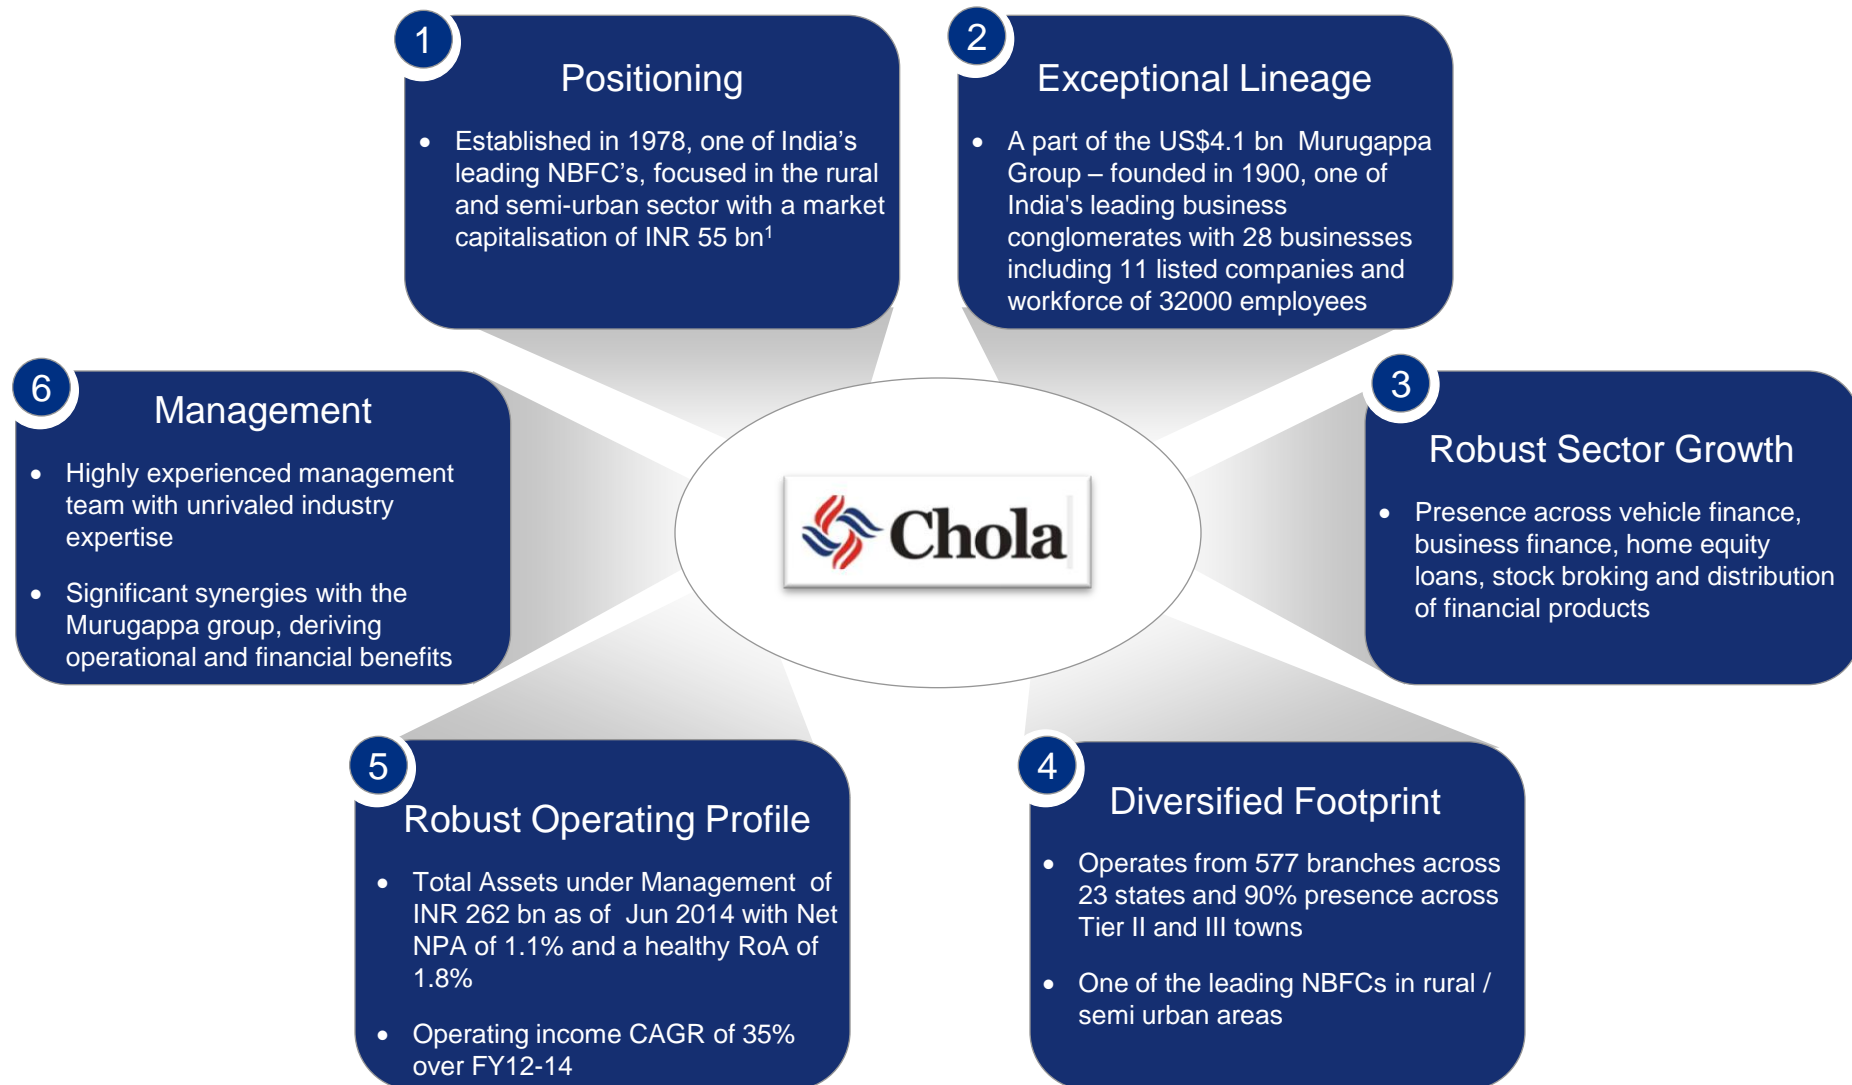 1
Positioning
• Established in 1978, one of India’s
leading NBFC’s, focused in the rural
and semi-urban sector with a market
capitalisation of INR 55 bn1
2
Exceptional Lineage
• A part of the US$4.1 bn Murugappa
Group – founded in 1900, one of
India's leading business
conglomerates with 28 businesses
including 11 listed companies and
workforce of 32000 employees
3
Robust Sector Growth
• Presence across vehicle finance,
business finance, home equity
loans, stock broking and distribution
of financial products
4
Diversified Footprint
• Operates from 577 branches across
23 states and 90% presence across
Tier II and III towns
• One of the leading NBFCs in rural /
semi urban areas
5
Robust Operating Profile
• Total Assets under Management of
INR 262 bn as of Jun 2014 with Net
NPA of 1.1% and a healthy RoA of
1.8%
• Operating income CAGR of 35%
over FY12-14
6
Management
• Highly experienced management
team with unrivaled industry
expertise
• Significant synergies with the
Murugappa group, deriving
operational and financial benefits
Chola